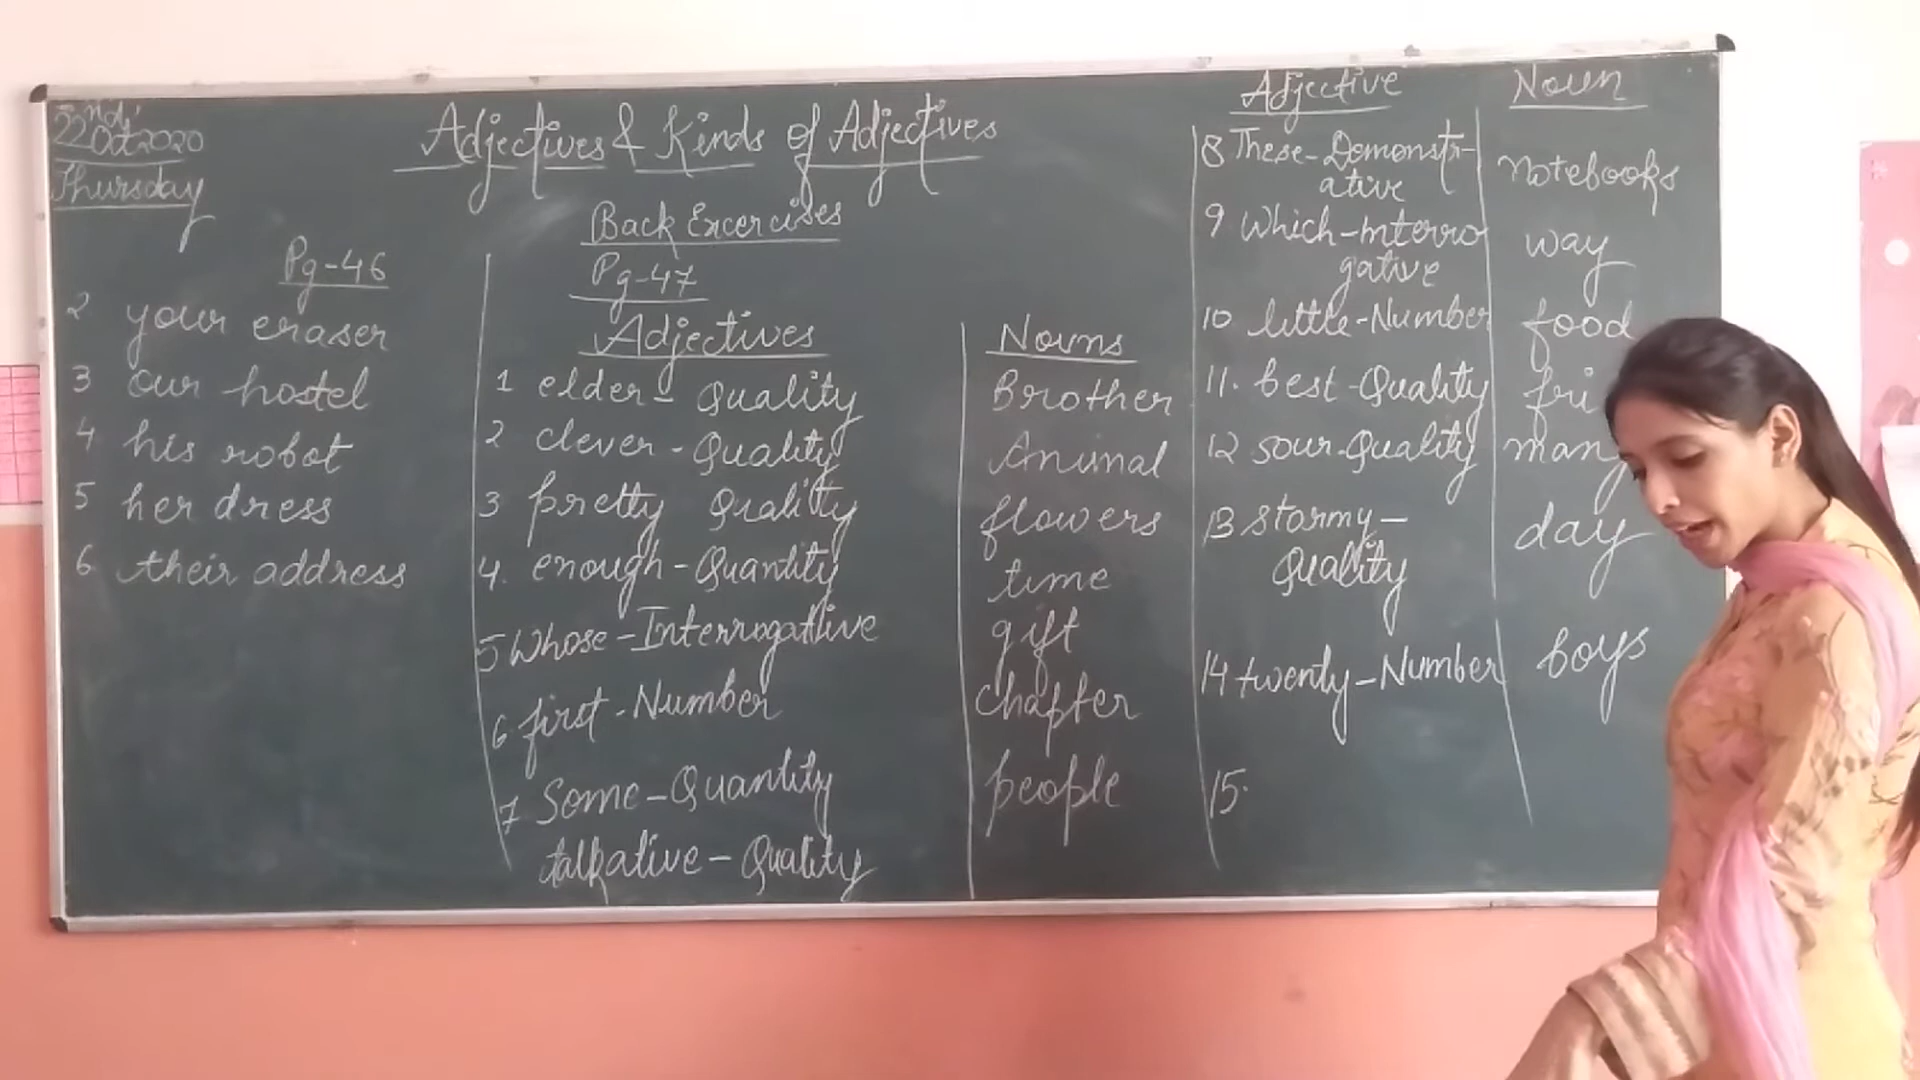 22nd Oct 2020
Thursday
Adjectives & Kinds of Adjectives
Back Excercises
Pg-46
2 your eraser
3 our hostel
4 his robot
5 her dress
6 their address
Pg-47
Adjectives Nouns
1 elder - Quality Brother
2 clever - Quality Animal
3 pretty Quality flowers
4. enough - Quantity time
5 Whose - Interrogative gift
6. first - Number chapter
7 Some - Quantity people
talkative - Quality
Adjective Noun
8 These - Demonstr-
ative notebooks
9 Which - Interro
gative way
10. little - Number food
11. best - Quality
12 sour - Quality
13 stormy -
Quality day
14 twenty - Number boys
15.